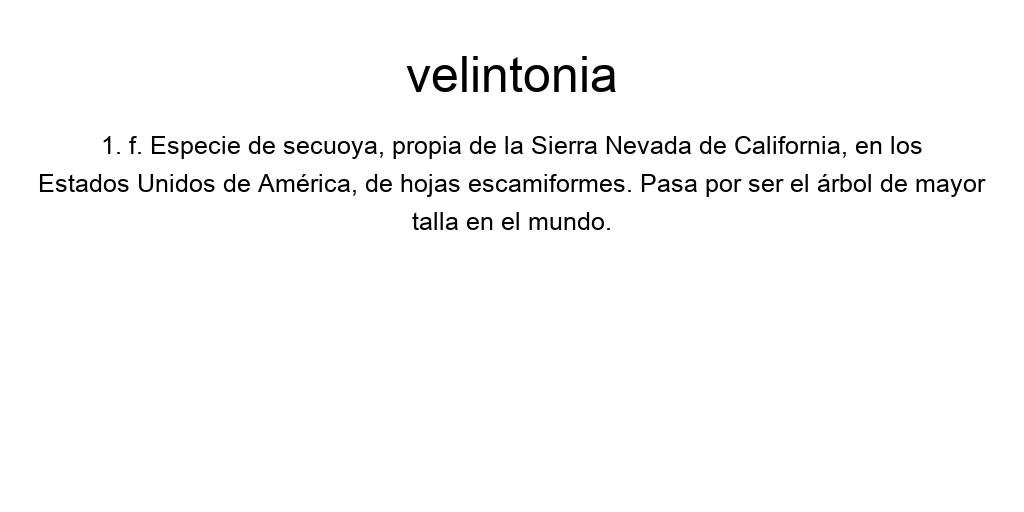 velintonia
1. f. Especie de secuoya, propia de la Sierra Nevada de California, en los
Estados Unidos de América, de hojas escamiformes. Pasa por ser el árbol de mayor
talla en el mundo.